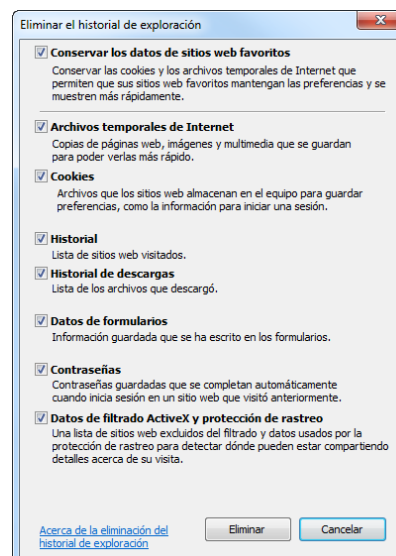 Eliminar el historial de exploración
Conservar los datos de sitios web favoritos
Conservar las cookies y los archivos temporales de Internet que
permiten que sus sitios web favoritos mantengan las preferencias y se
muestren más rápidamente.
Archivos temporales de Internet
Copias de páginas web, imágenes y multimedia que se guardan
para poder verlas más rápido.
Cookies
Archivos que los sitios web almacenan en el equipo para guardar
preferencias, como la información para iniciar una sesión.
Historial
Lista de sitios web visitados.
Historial de descargas
Lista de los archivos que descargó.
Datos de formularios
Información guardada que se ha escrito en los formularios.
Contraseñas
Contraseñas guardadas que se completan automáticamente
cuando inicia sesión en un sitio web que visitó anteriormente.
Datos de filtrado ActiveX y protección de rastreo
Una lista de sitios web excluidos del filtrado y datos usados por la
protección de rastreo para detectar dónde pueden estar compartiendo
detalles acerca de su visita.
Acerca de la eliminación del
historial de exploración
Eliminar
Cancelar